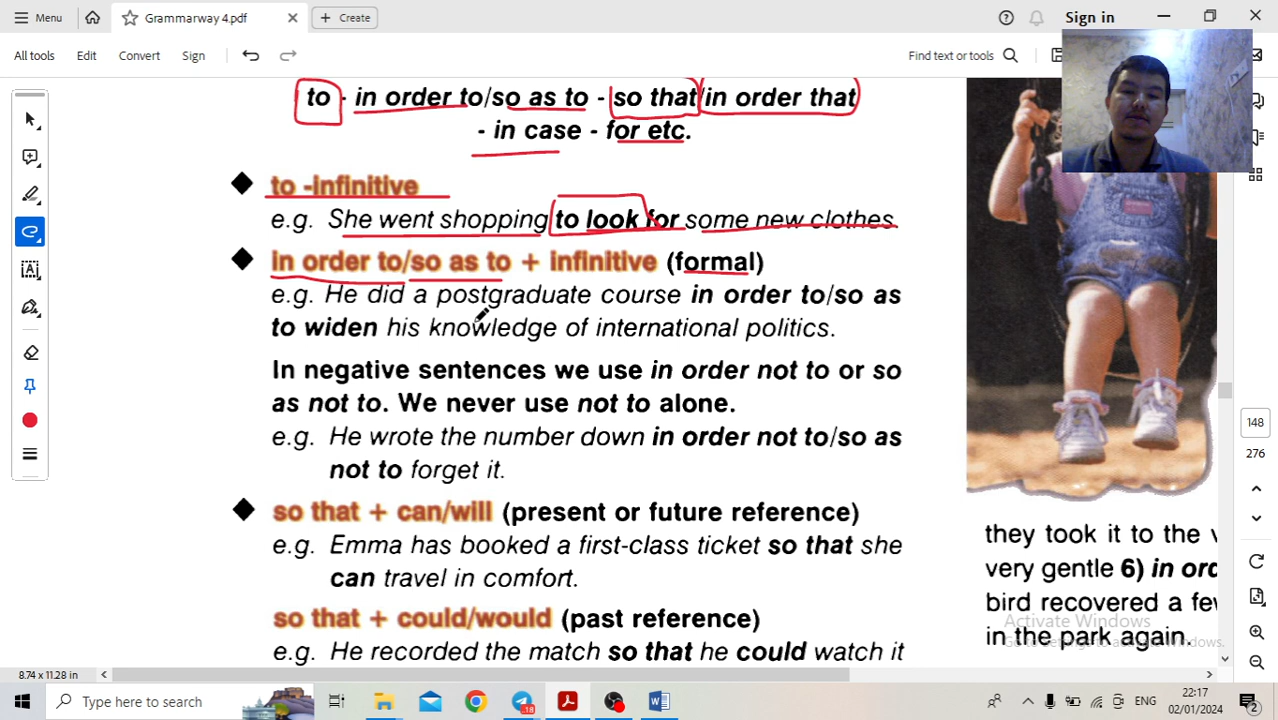 Menu
Grammarway 4.pdf
Create
Sign in
All tools
Edit
Convert
Sign
Find text or tools
to - in order to/so as to - so that/in order that
- in case - for etc.
to -infinitive
e.g. She went shopping to look for some new clothes.
in order to/so as to + infinitive (formal)
e.g. He did a postgraduate course in order to/so as
to widen his knowledge of international politics.
In negative sentences we use in order not to or so
as not to. We never use not to alone.
e.g. He wrote the number down in order not to/so as
not to forget it.
so that + can/will (present or future reference)
e.g. Emma has booked a first-class ticket so that she
can travel in comfort.
so that + could/would (past reference)
e.g. He recorded the match so that he could watch it
they took it to the v
very gentle 6) in ord
bird recovered a few
in the park again.
Activate Windows
Go to Settings to activate Windows.
148
276
8.74 x 11.28 in
Type here to search
.18
ENG
22:17
02/01/2024
2